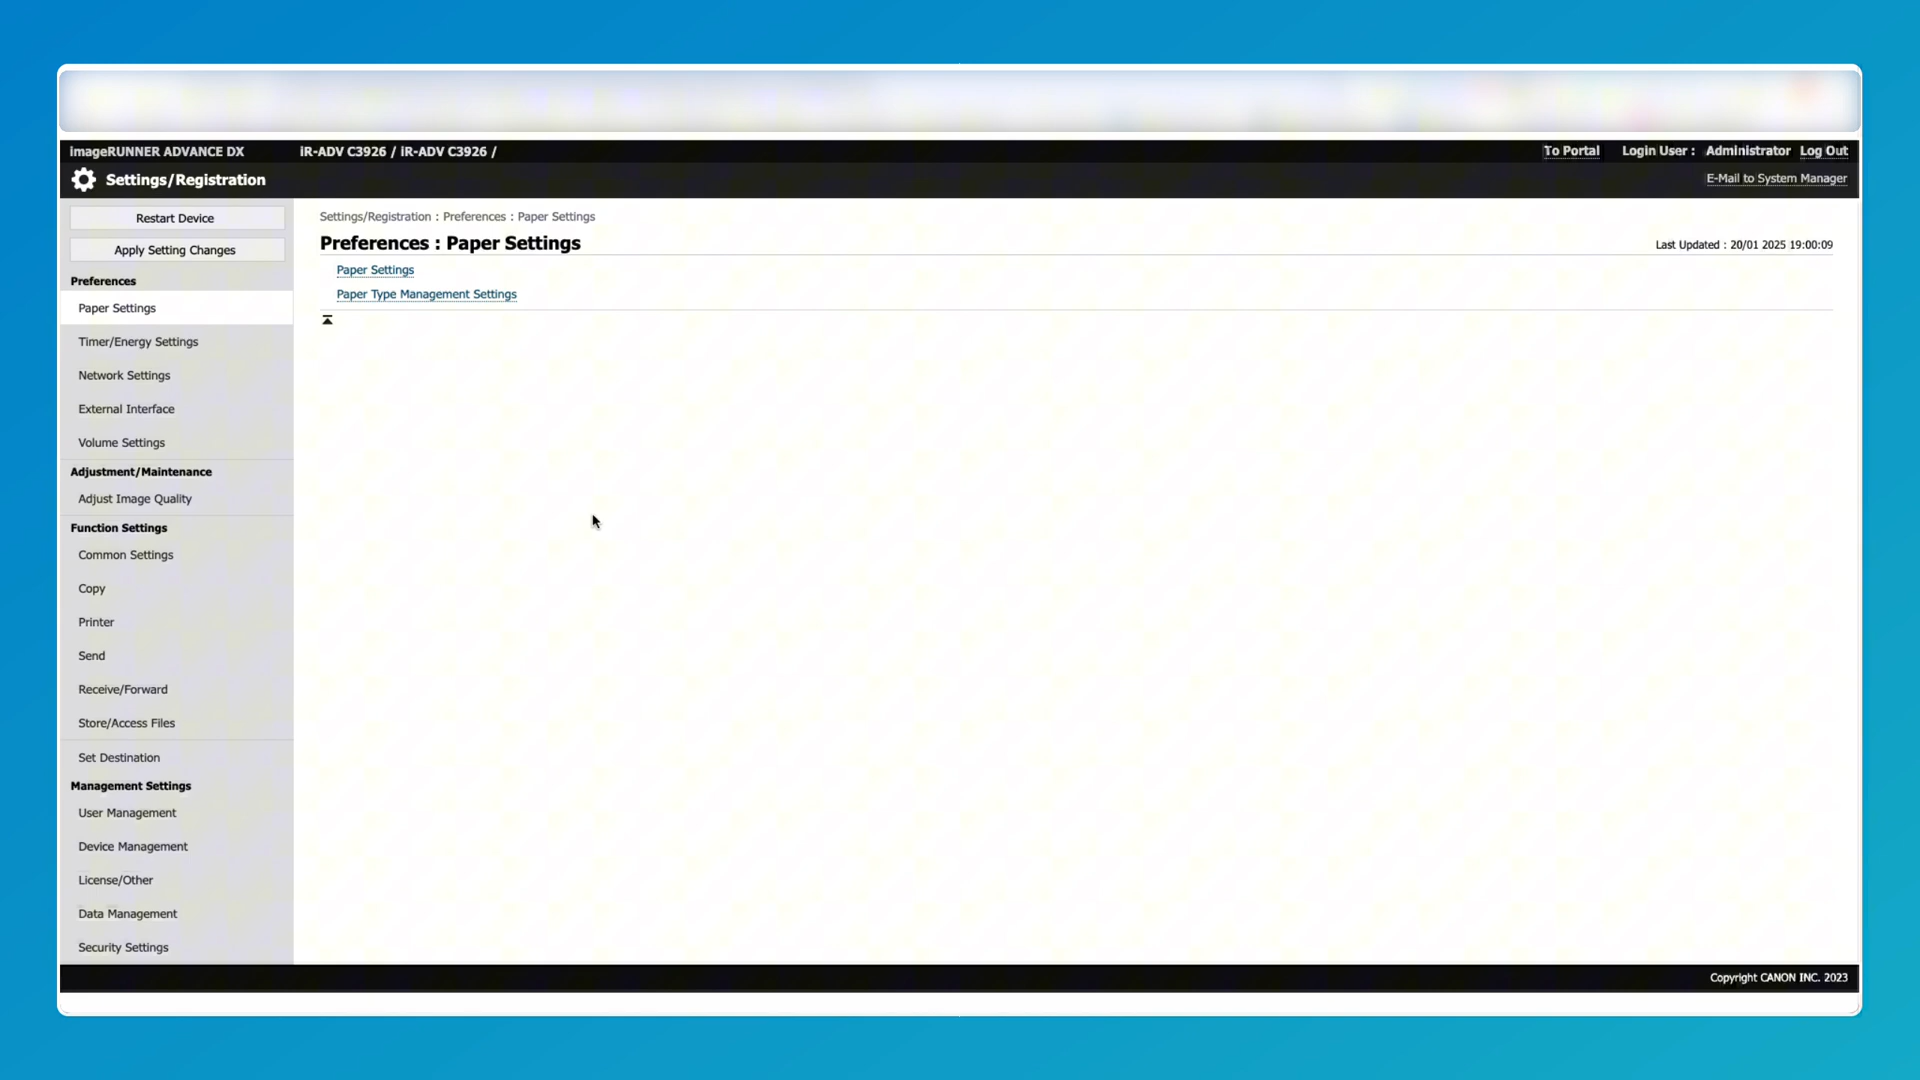 imageRUNNER ADVANCE DX
iR-ADV C3926 / iR-ADV C3926 /
To Portal
Login User : Administrator
Log Out
Settings/Registration
E-Mail to System Manager
Restart Device
Apply Setting Changes
Preferences
Paper Settings
Timer/Energy Settings
Network Settings
External Interface
Volume Settings
Adjustment/Maintenance
Adjust Image Quality
Function Settings
Common Settings
Copy
Printer
Send
Receive/Forward
Store/Access Files
Set Destination
Management Settings
User Management
Device Management
License/Other
Data Management
Security Settings
Settings/Registration : Preferences : Paper Settings
Preferences : Paper Settings
Last Updated : 20/01 2025 19:00:09
Paper Settings
Paper Type Management Settings
Copyright CANON INC. 2023